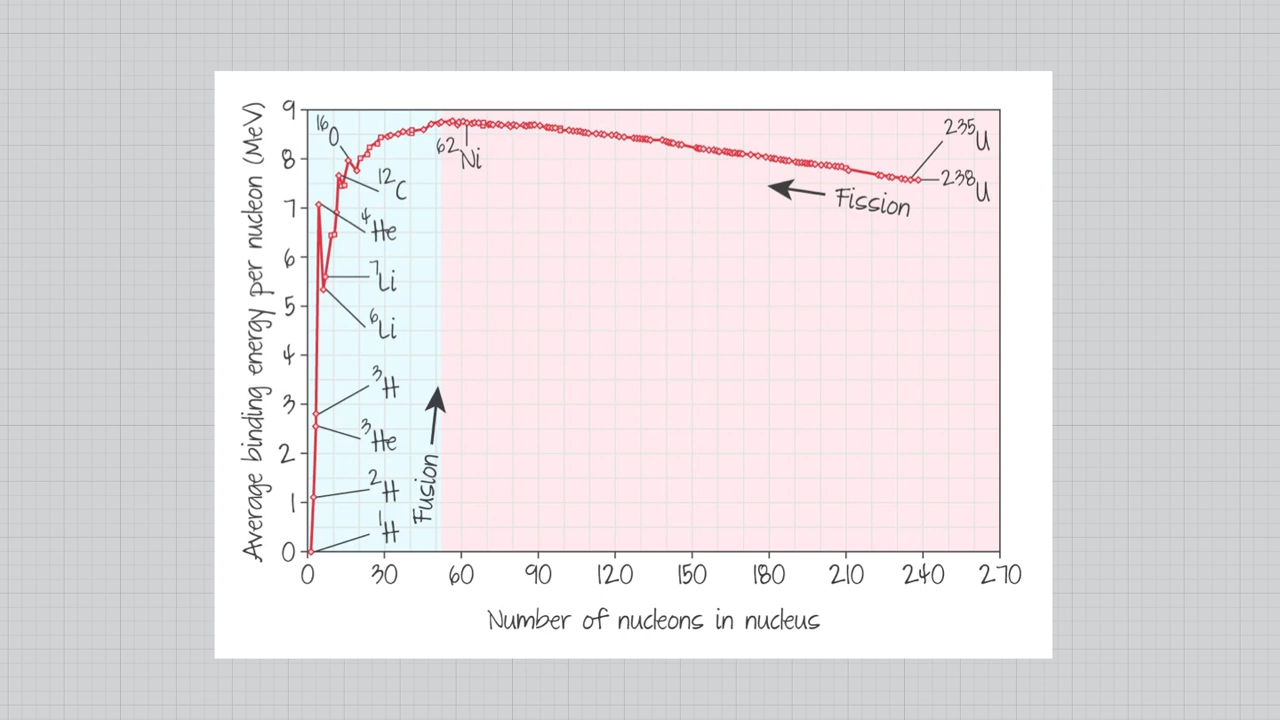 Average binding energy per nucleon (MeV)
9
8
7
6
5
4
3
2
1
0
¹⁶O
¹²C
⁴He
⁷Li
⁶Li
³H
³He
²H
¹H
Fusion
⁶²Ni
²³⁵U
²³⁸U
Fission
0 30 60 90 120 150 180 210 240 270
Number of nucleons in nucleus